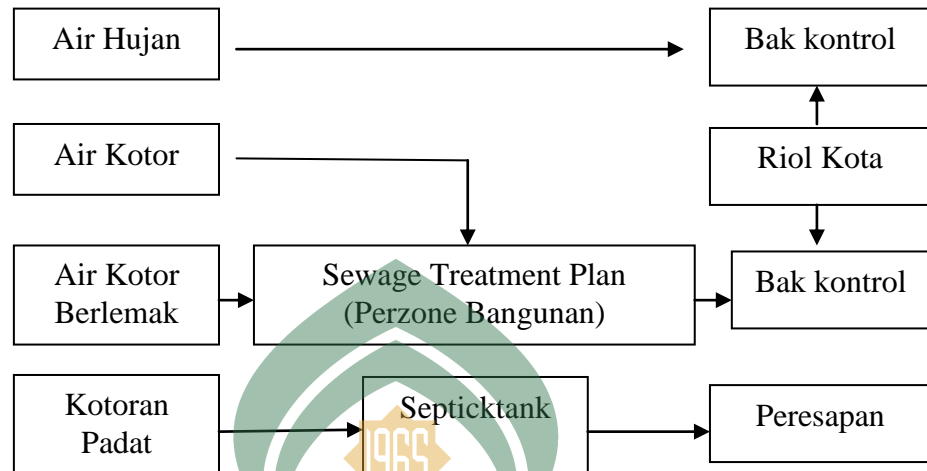 Air Hujan
Bak kontrol
Air Kotor
Riol Kota
Air Kotor
Berlemak
Sewage Treatment Plan
(Perzone Bangunan)
Bak kontrol
Kotoran
Padat
Septicktank
Peresapan
1965